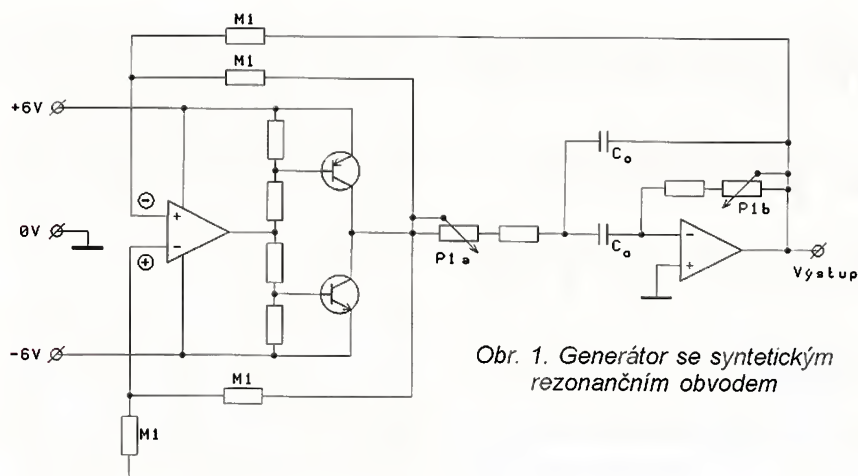 M1
M1
+6V
C₀
⊖
+
P1b
0V
-
C₀
-
⊕
P1a
+
Výstup
-6V
Obr. 1. Generátor se syntetickým
rezonančním obvodem
M1
M1